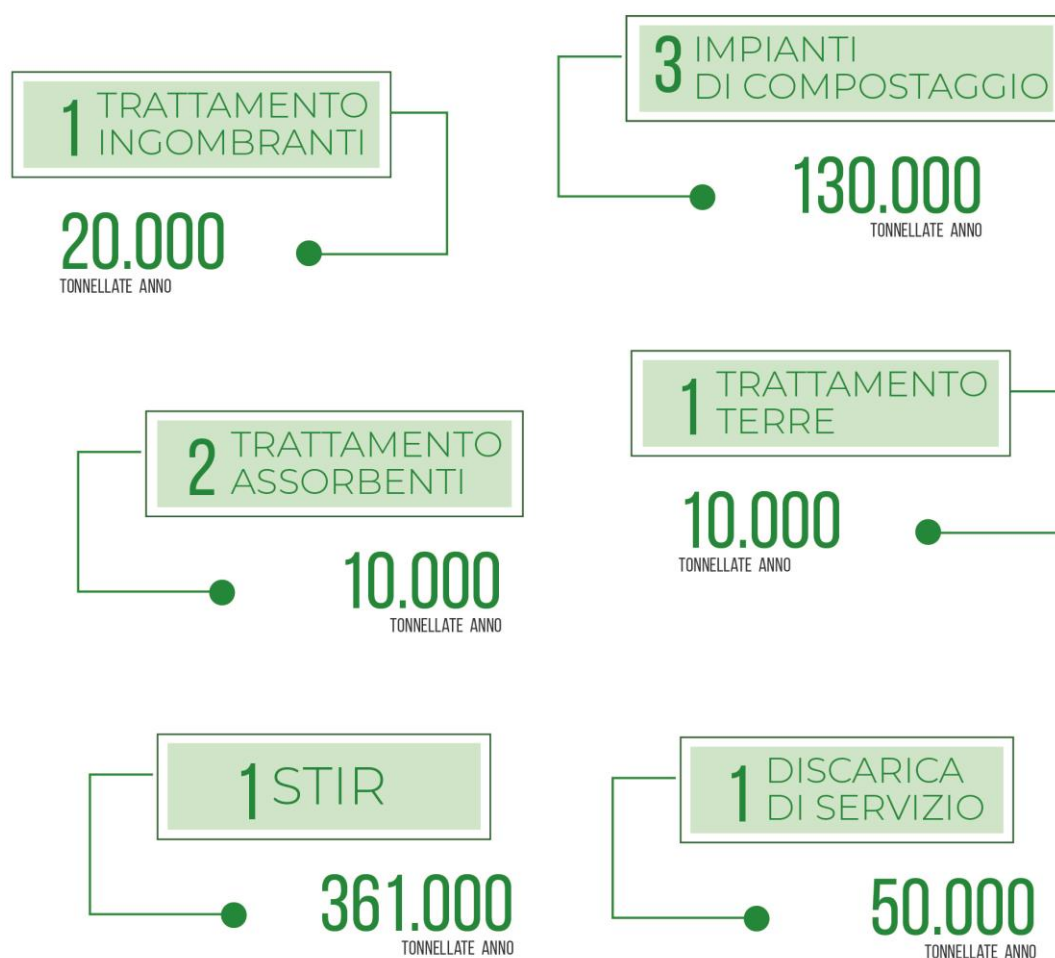 1 TRATTAMENTO
INGOMBRANTI
20.000
TONNELLATE ANNO
3 IMPIANTI
DI COMPOSTAGGIO
130.000
TONNELLATE ANNO
2 TRATTAMENTO
ASSORBENTI
10.000
TONNELLATE ANNO
1 TRATTAMENTO
TERRE
10.000
TONNELLATE ANNO
1 STIR
361.000
TONNELLATE ANNO
1 DISCARICA
DI SERVIZIO
50.000
TONNELLATE ANNO